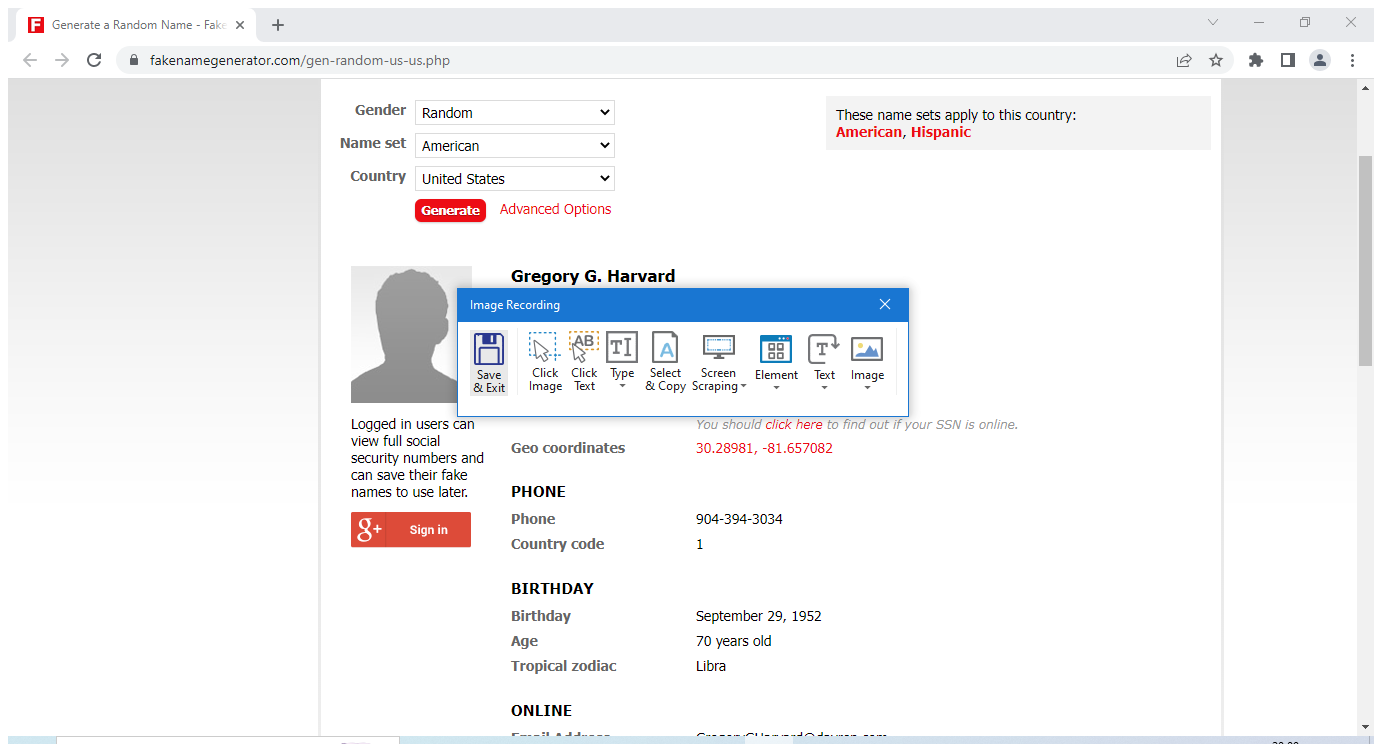 Generate a Random Name - Fake
fakenamegenerator.com/gen-random-us-us.php
Gender
Random
Name set
American
Country
United States
Generate
Advanced Options
These name sets apply to this country:
American, Hispanic
Gregory G. Harvard
Image Recording
Save & Exit
Click Image
Click Text
Type
Select & Copy
Screen Scraping
Element
Text
Image
Logged in users can
view full social
security numbers and
can save their fake
names to use later.
g+ Sign in
You should click here to find out if your SSN is online.
Geo coordinates
30.28981, -81.657082
PHONE
Phone
904-394-3034
Country code
1
BIRTHDAY
Birthday
September 29, 1952
Age
70 years old
Tropical zodiac
Libra
ONLINE
Email Address